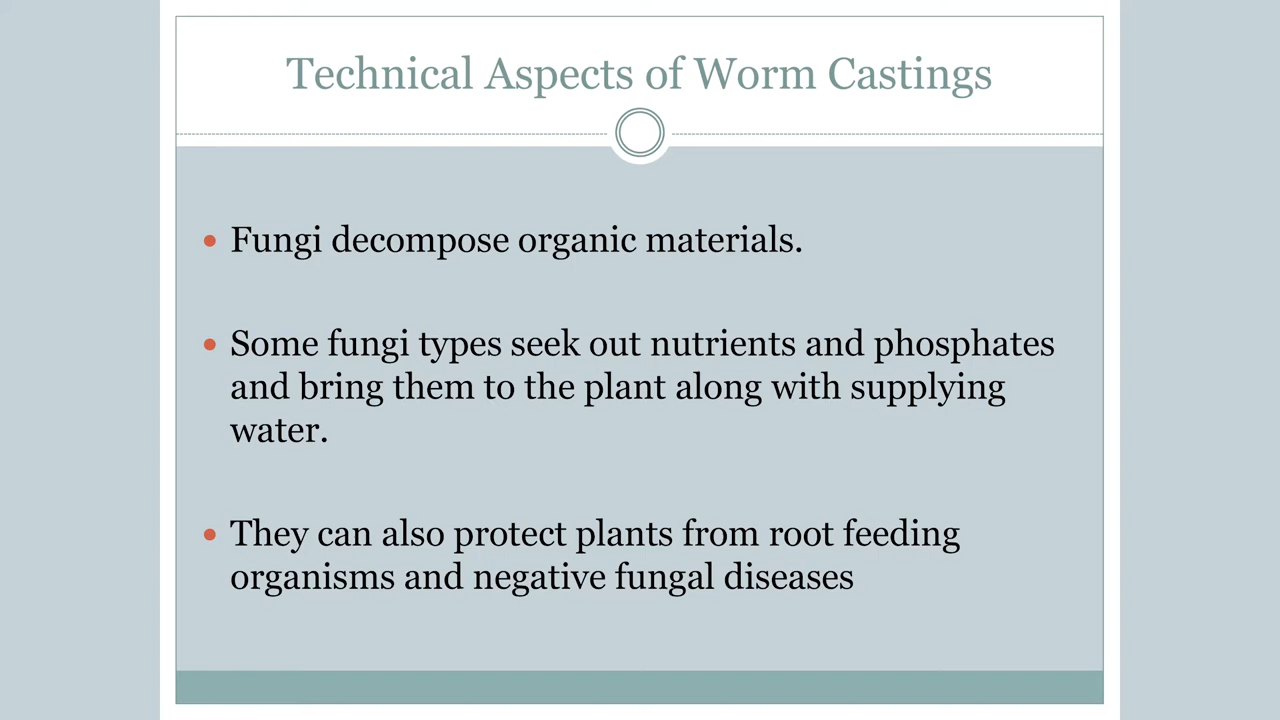 Technical Aspects of Worm Castings
• Fungi decompose organic materials.
• Some fungi types seek out nutrients and phosphates
and bring them to the plant along with supplying
water.
• They can also protect plants from root feeding
organisms and negative fungal diseases